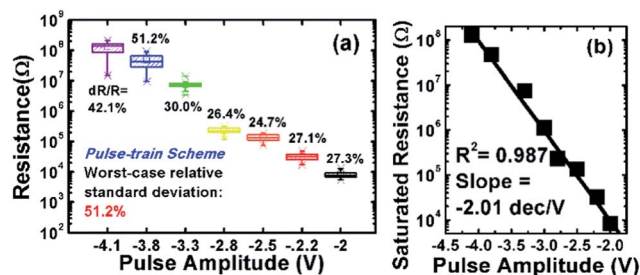 (a)
Resistance(Ω)
10⁹
10⁸
10⁷
10⁶
10⁵
10⁴
10³
51.2%
dR/R=
42.1%
30.0%
26.4%
24.7%
27.1%
27.3%
Pulse-train Scheme
Worst-case relative
standard deviation:
51.2%
-4.1 -3.8 -3.3 -2.8 -2.5 -2.2 -2
Pulse Amplitude (V)
(b)
Saturated Resistance (Ω)
10⁸
10⁷
10⁶
10⁵
10⁴
R²= 0.987
Slope =
-2.01 dec/V
-4.5 -4.0 -3.5 -3.0 -2.5 -2.0
Pulse Amplitude (V)